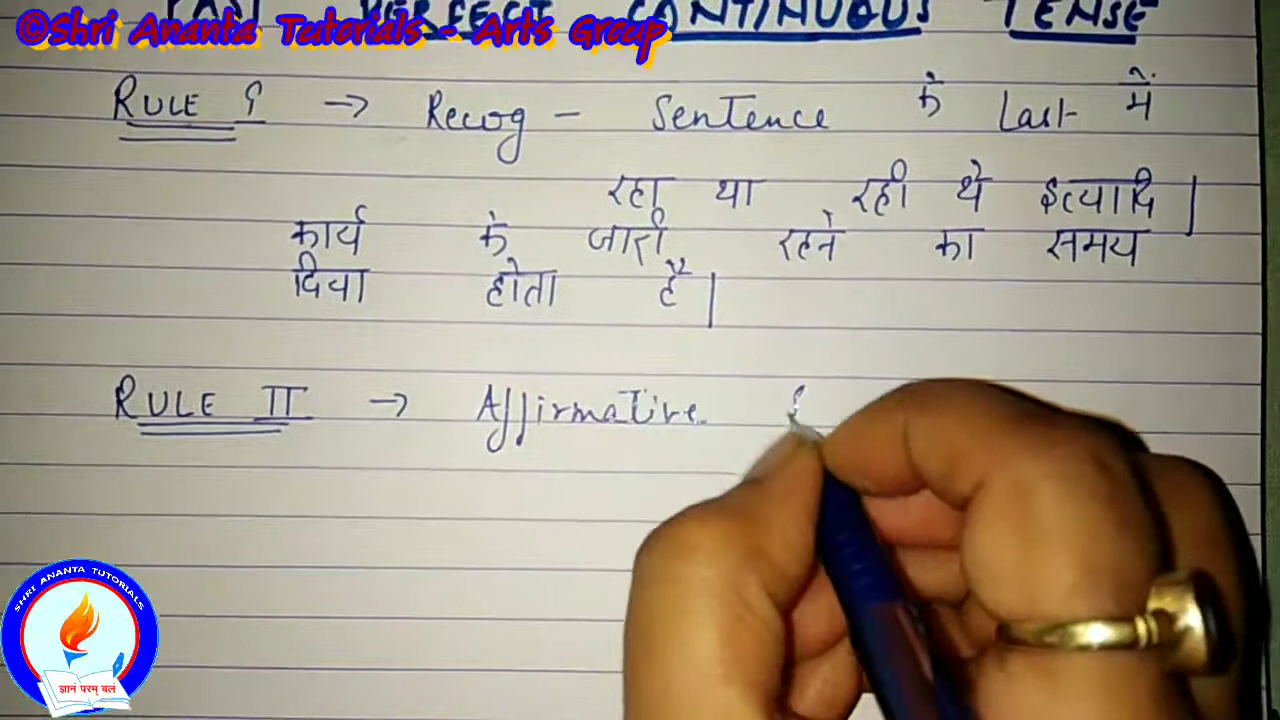 PAST PERFECT CONTINUOUS TENSE
©Shri Ananta Tutorials - Arts Group
RULE I → Recog - Sentence के Last में
रहा था रही थे इत्यादि |
कार्य के जारी रहने का समय
दिया होता है |
RULE II → Affirmative
SHRI ANANTA TUTORIALS
ज्ञानं परम् बलं